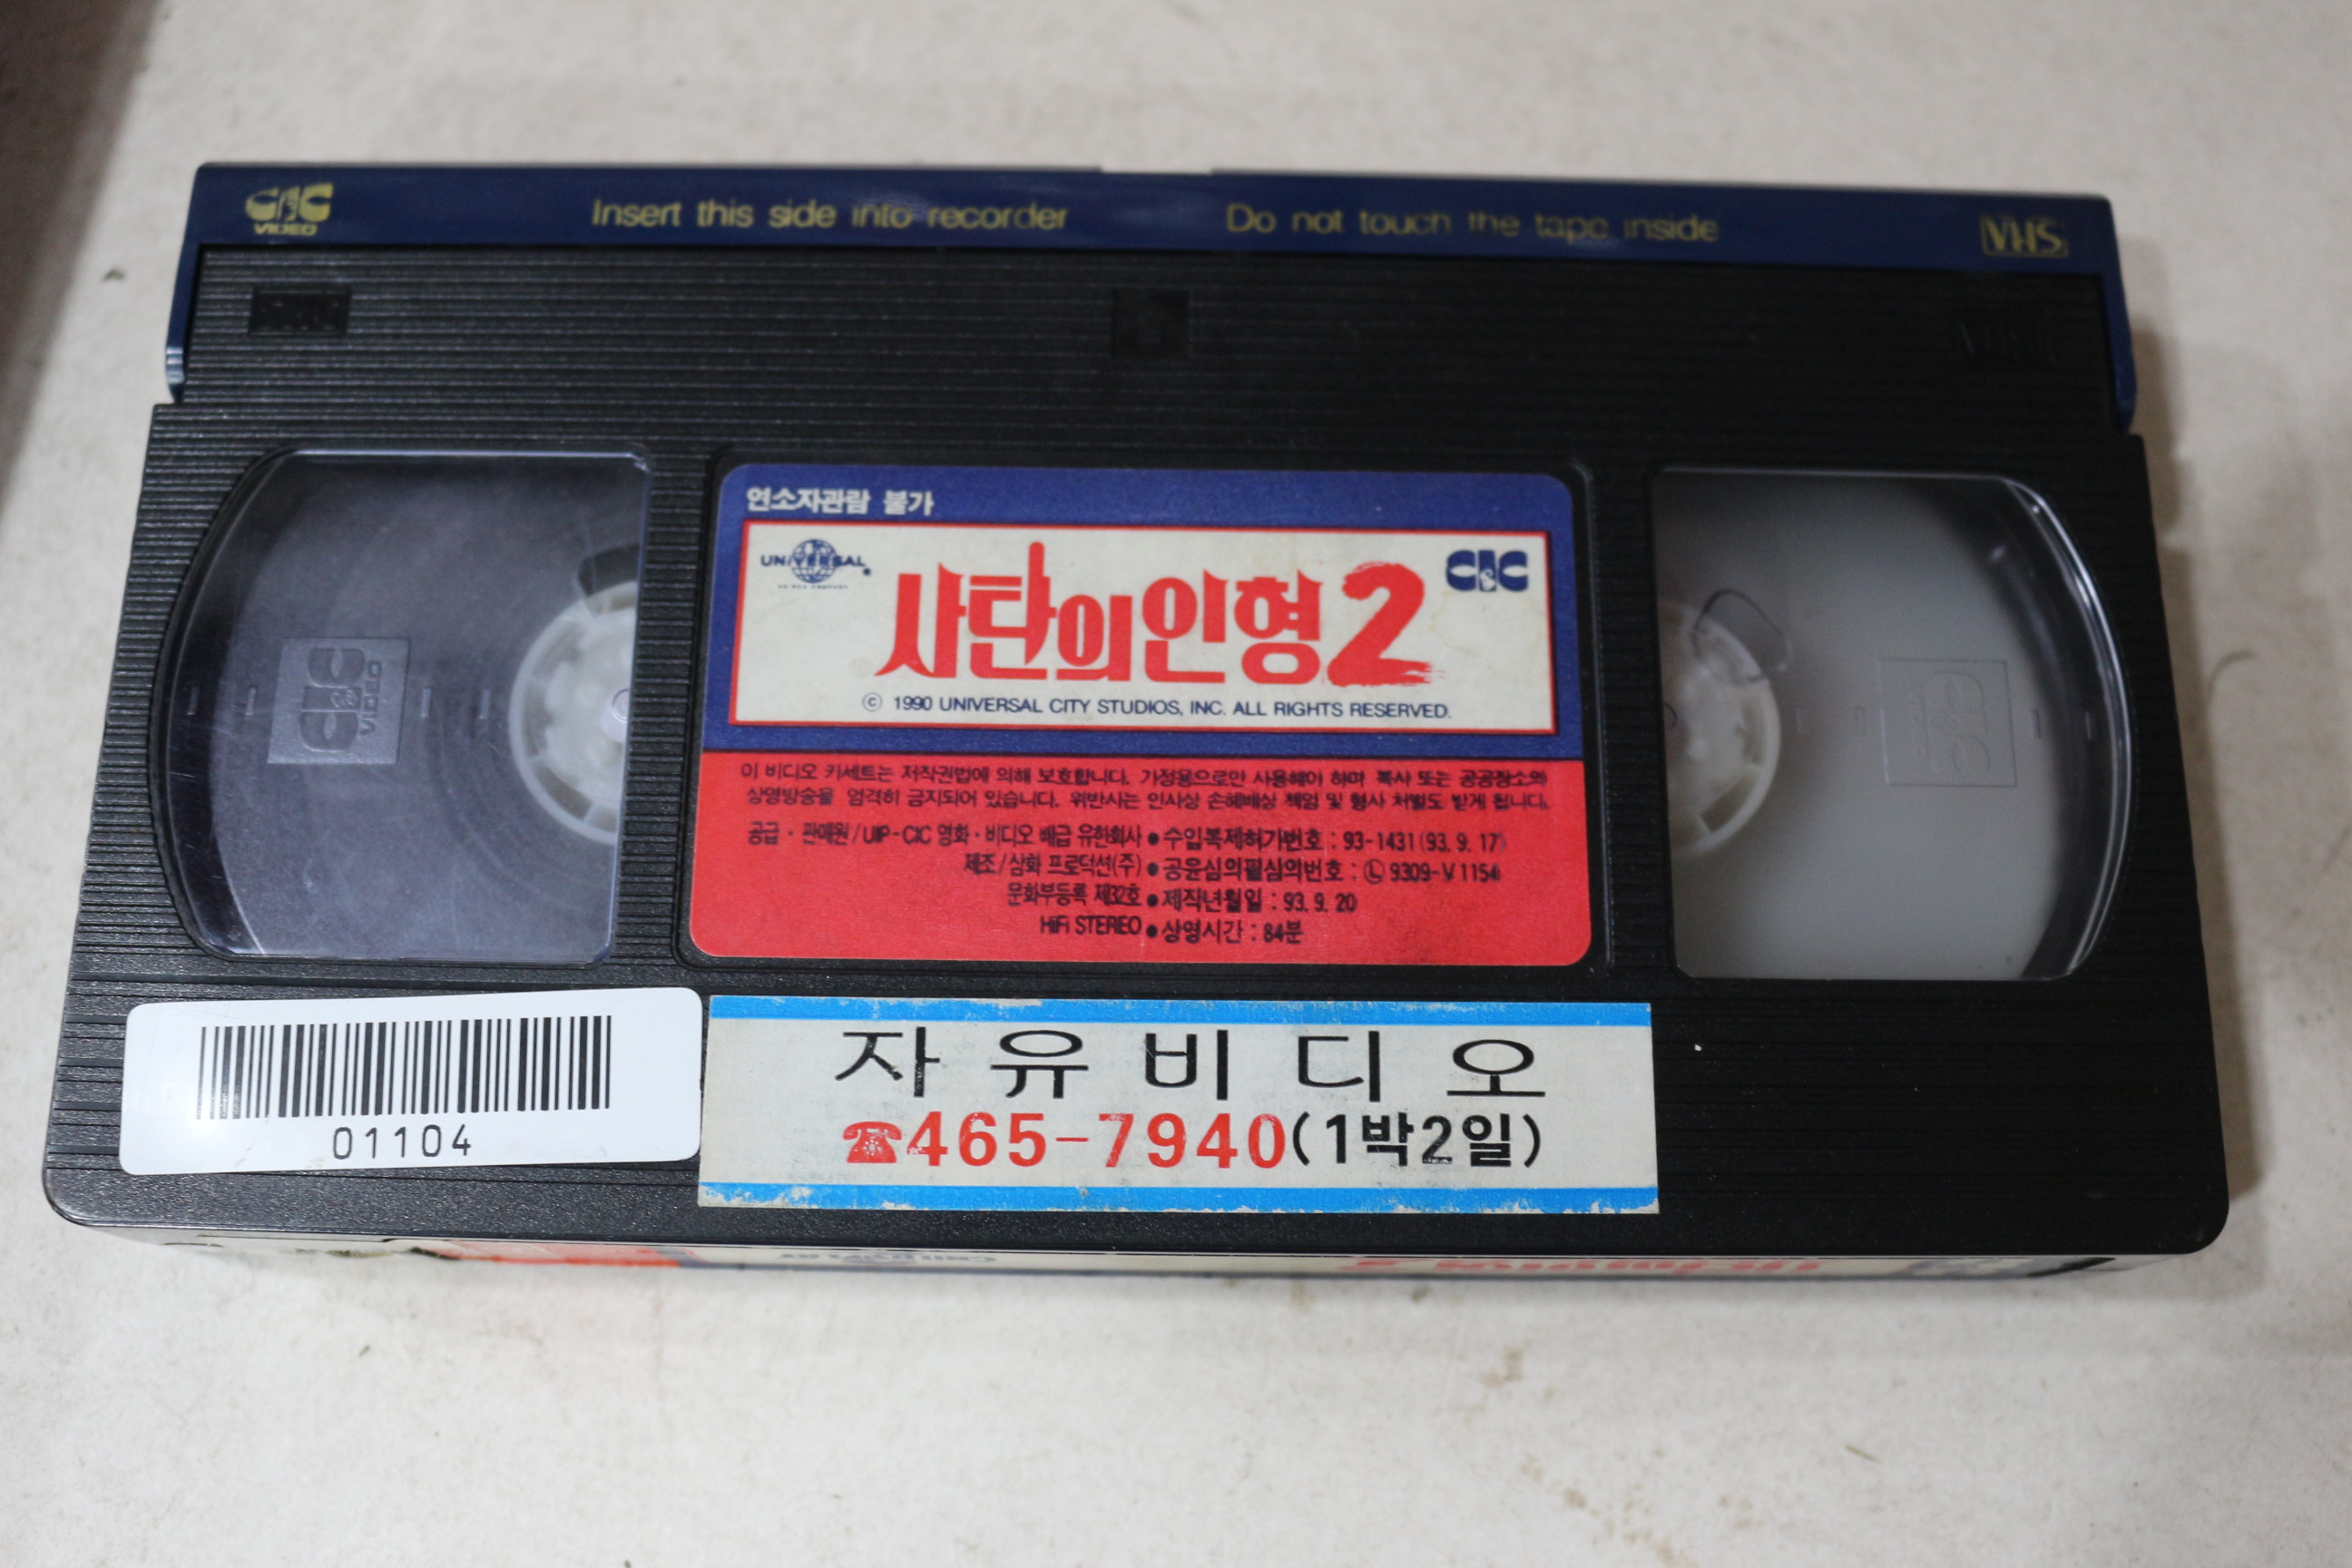 CIC VIDEO Insert this side into recorder Do not touch the tape inside VHS
연소자관람 불가
UNIVERSAL
CIC
사탄의인형2
© 1990 UNIVERSAL CITY STUDIOS, INC. ALL RIGHTS RESERVED.
이 비디오 카세트는 저작권법에 의해 보호합니다. 가정용으로만 사용해야 하며 복사 또는 공공장소와
상영방송을 엄격히 금지되어 있습니다. 위반시는 민사상 손해배상 책임 및 형사 처벌도 받게 됩니다.
공급·판매원/UIP-CIC 영화·비디오 배급 유한회사 ● 수입복제허가번호 : 93-1431(93. 9. 17)
제조/삼화 프로덕션(주) ● 공윤심의필심의번호 : Ⓛ 9309-V1154
문화부등록 제32호 ● 제작년월일 : 93. 9. 20
HiFi STEREO ● 상영시간 : 84분
CIC VIDEO
01104
자유비디오
☎465-7940(1박2일)